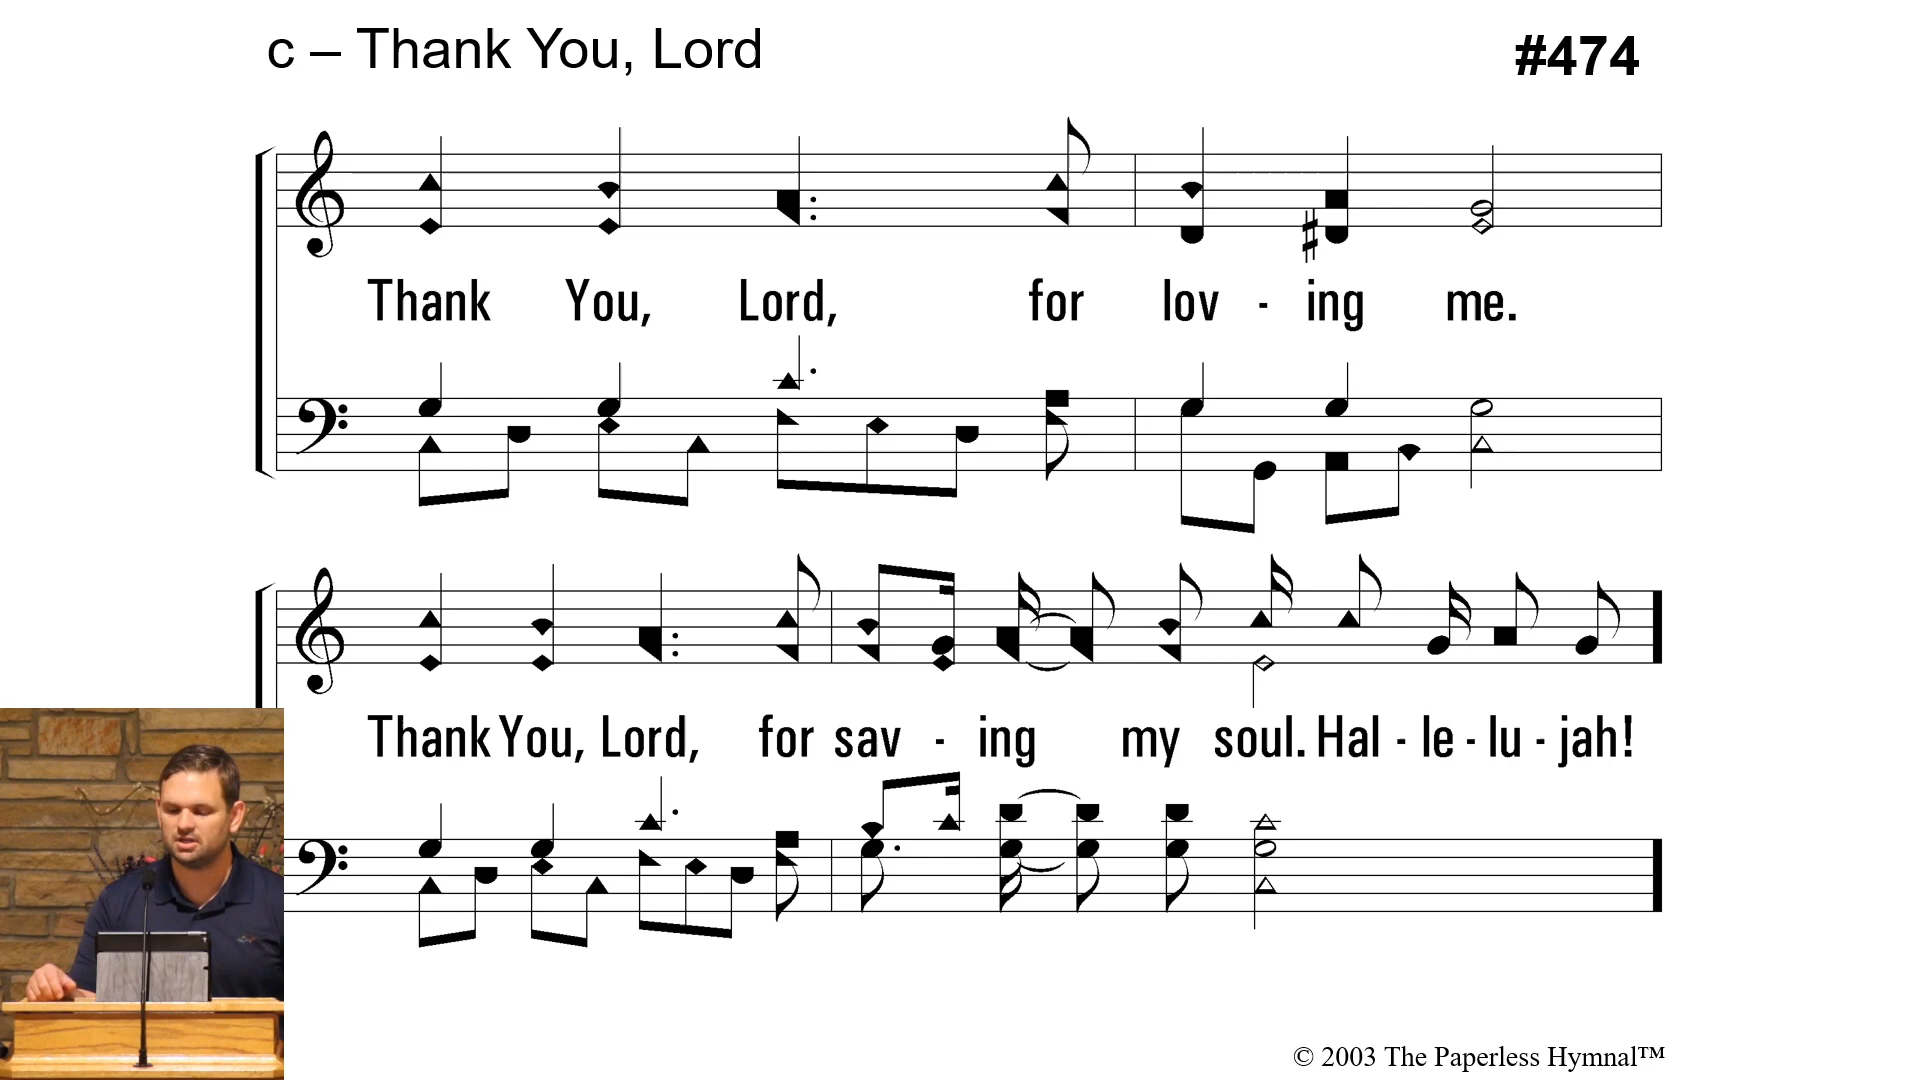 c – Thank You, Lord
#474
Thank You, Lord, for lov - ing me.
Thank You, Lord, for sav - ing my soul. Hal - le - lu - jah!
© 2003 The Paperless Hymnal™